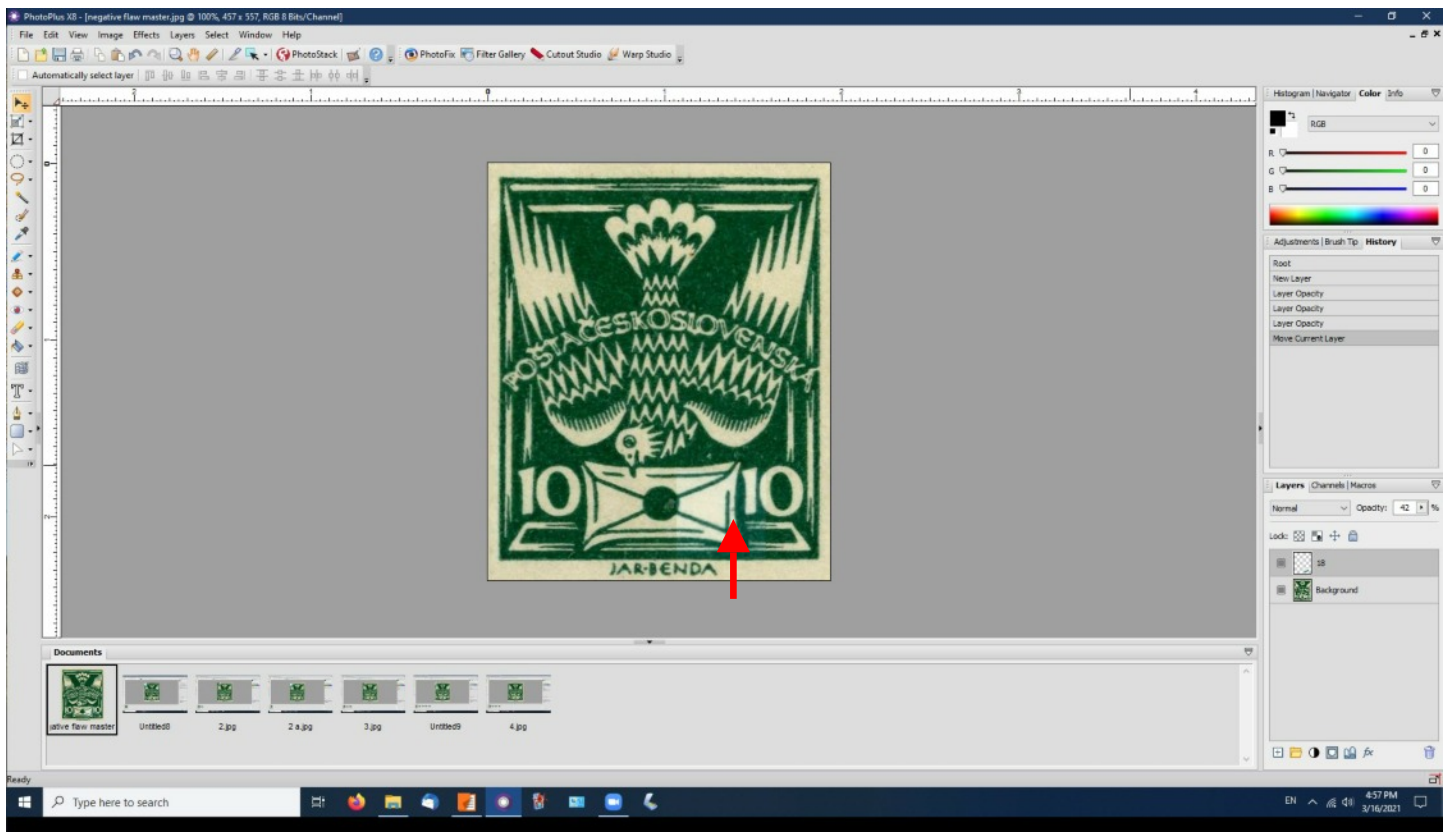 PhotoPlus X8 - [negative flaw master.jpg @ 100%, 457 x 557, RGB 8 Bits/Channel]
File Edit View Image Effects Layers Select Window Help
PhotoStack PhotoFix Filter Gallery Cutout Studio Warp Studio
Automatically select layer
Histogram | Navigator Color Info
RGB
R 0
G 0
B 0
Adjustments | Brush Tip History
Root
New Layer
Layer Opacity
Layer Opacity
Layer Opacity
Move Current Layer
POŠTA ČESKOSLOVENSKÁ
10 10
JAR·BENDA
Layers Channels | Macros
Normal Opacity: 42 %
Lock:
18
Background
Documents
ative flaw master Untitled8 2.jpg 2 a.jpg 3.jpg Untitled9 4.jpg
fx
Ready
Type here to search
EN 4:57 PM
3/16/2021